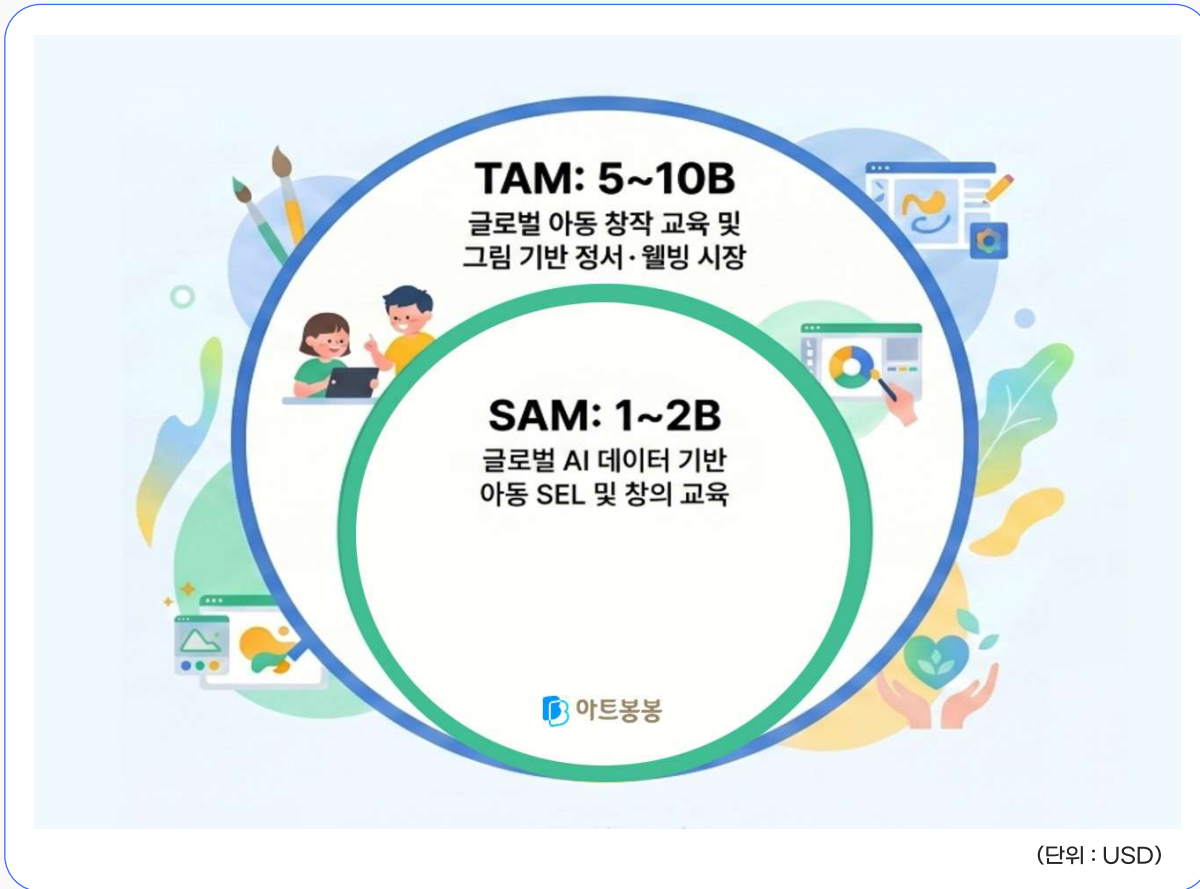 TAM: 5~10B
글로벌 아동 창작 교육 및
그림 기반 정서·웰빙 시장
SAM: 1~2B
글로벌 AI 데이터 기반
아동 SEL 및 창의 교육
아트봉봉
(단위 : USD)